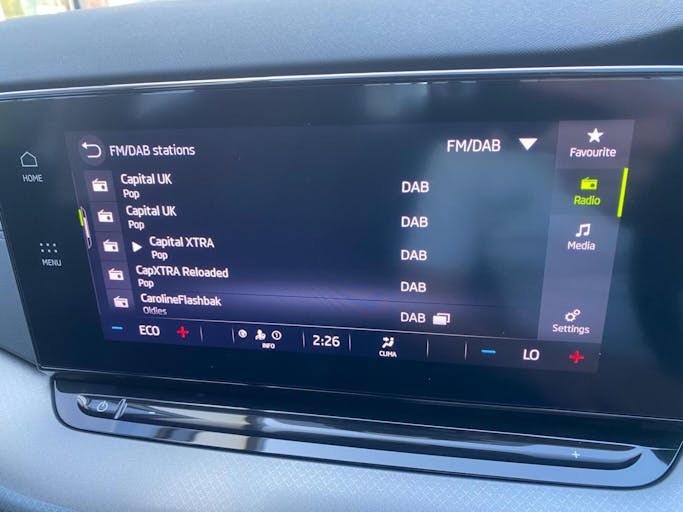 FM/DAB stations
FM/DAB
Favourite
HOME
Capital UK
Pop
DAB
Radio
Capital UK
Pop
DAB
MENU
Capital XTRA
Pop
DAB
Media
CapXTRA Reloaded
Pop
DAB
CarolineFlashbak
Oldies
DAB
Settings
− ECO +
INFO
2:26
CLIMA
− LO +
+